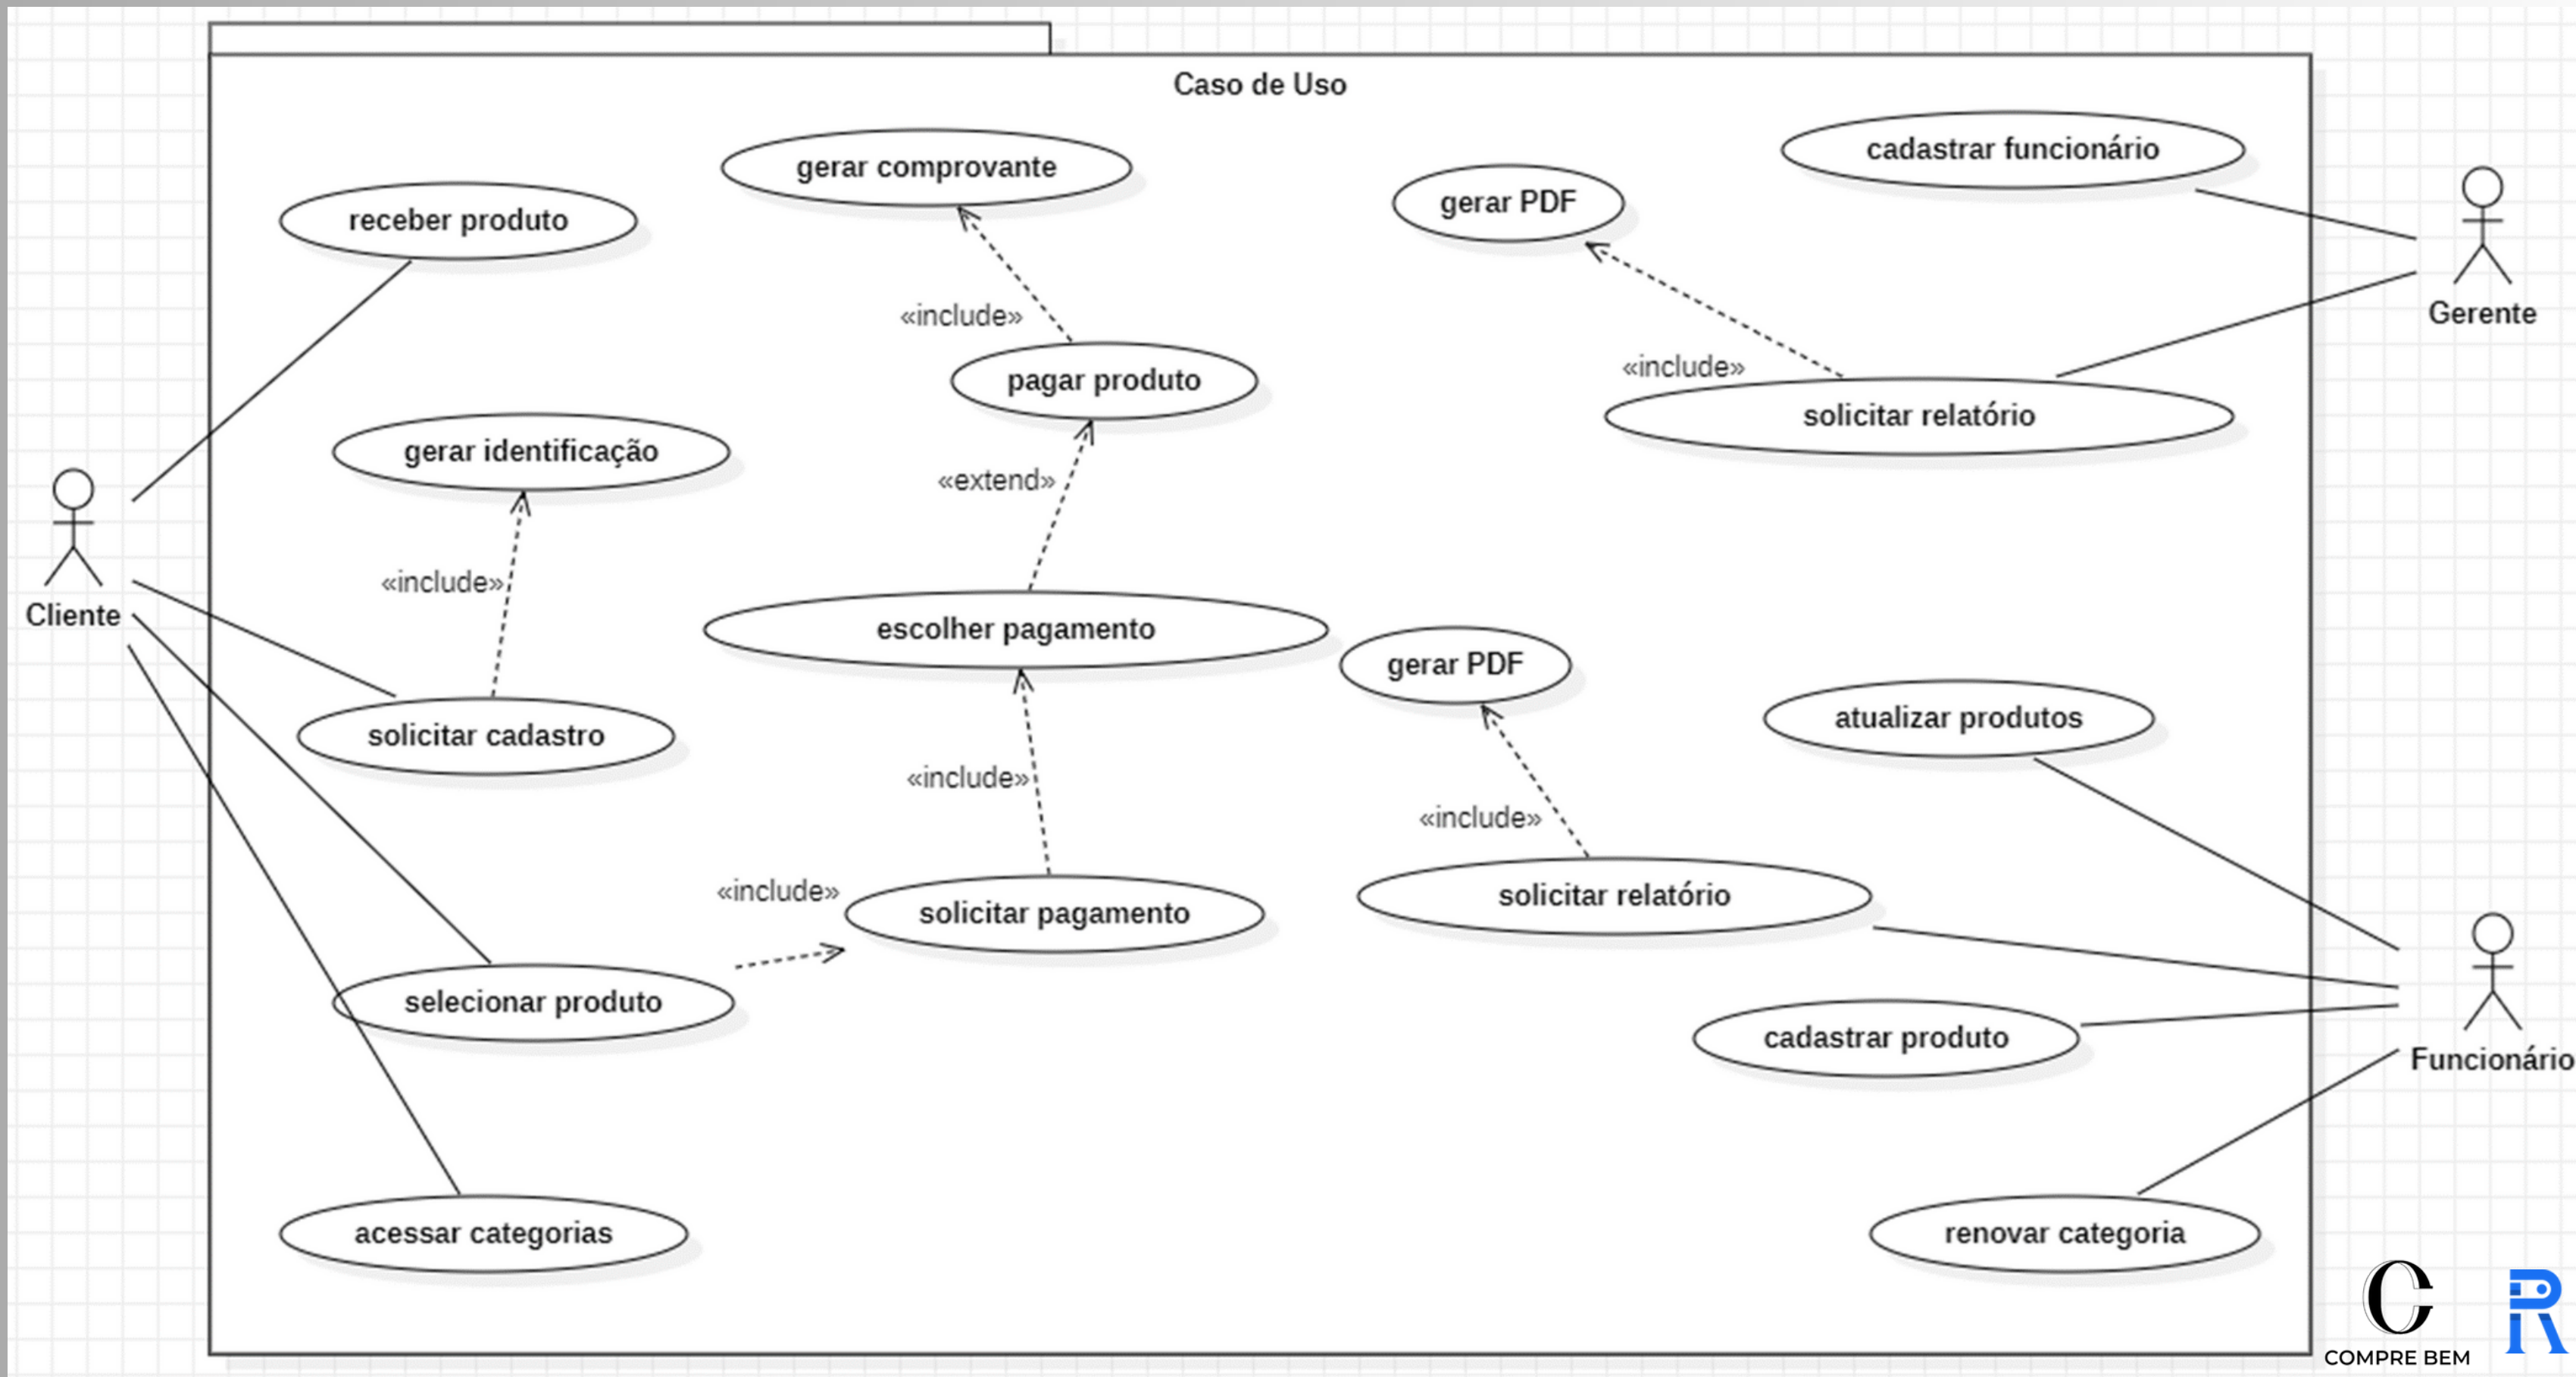 Caso de Uso
cadastrar funcionário
gerar comprovante
gerar PDF
receber produto
«include»
Gerente
«include»
pagar produto
solicitar relatório
gerar identificação
«extend»
«include»
Cliente
escolher pagamento
gerar PDF
atualizar produtos
solicitar cadastro
«include»
«include»
«include»
solicitar relatório
solicitar pagamento
selecionar produto
cadastrar produto
Funcionário
acessar categorias
renovar categoria
C
R
COMPRE BEM